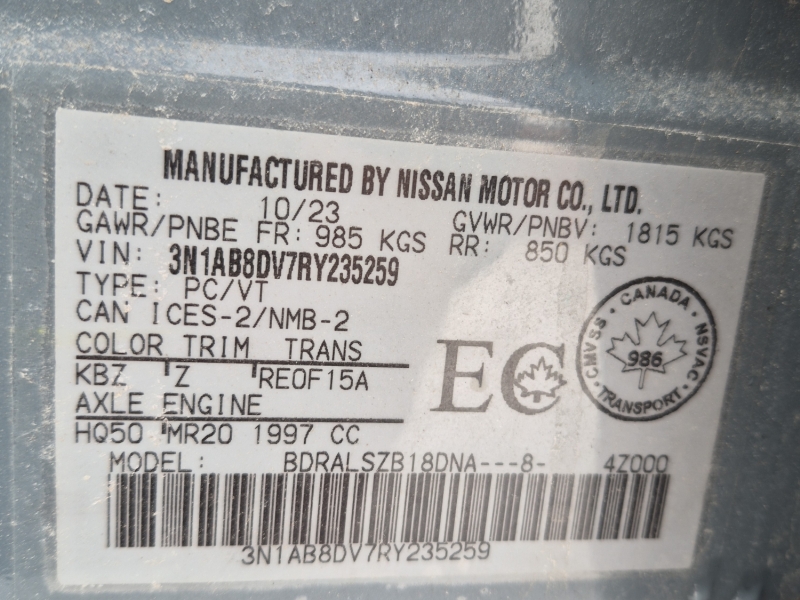 MANUFACTURED BY NISSAN MOTOR CO., LTD.
DATE: 10/23 GVWR/PNBV: 1815 KGS
GAWR/PNBE FR: 985 KGS RR: 850 KGS
VIN: 3N1AB8DV7RY235259
TYPE: PC/VT
CAN ICES-2/NMB-2
COLOR TRIM TRANS
KBZ Z RE0F15A
AXLE ENGINE
HQ50 MR20 1997 CC
EC
CANADA
CMVSS NSVAC
986
TRANSPORT
MODEL: BDRALSZB18DNA---8- 4Z000
3N1AB8DV7RY235259